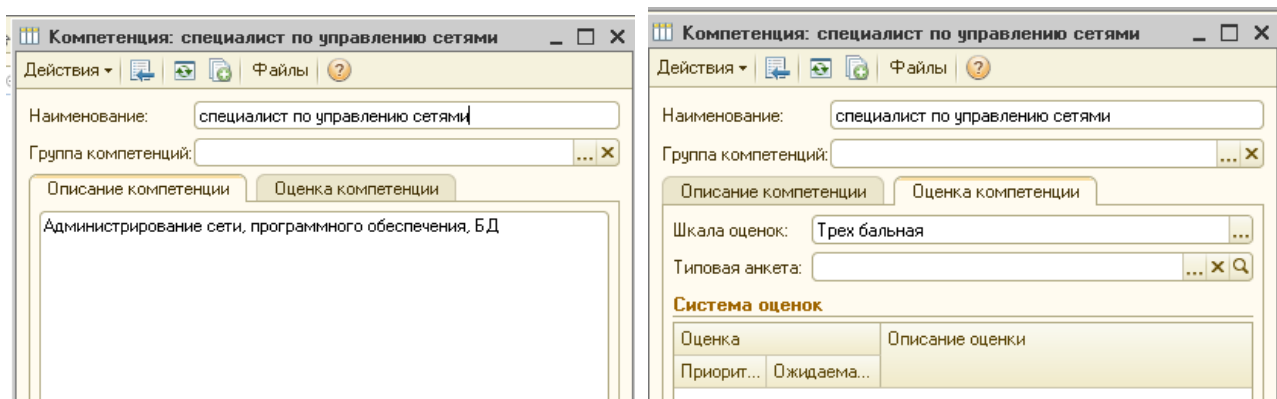 Компетенция: специалист по управлению сетями
Действия Файлы
Наименование: специалист по управлению сетями
Группа компетенций:
Описание компетенции Оценка компетенции
Администрирование сети, программного обеспечения, БД
Компетенция: специалист по управлению сетями
Действия Файлы
Наименование: специалист по управлению сетями
Группа компетенций:
Описание компетенции Оценка компетенции
Шкала оценок: Трех бальная
Типовая анкета:
Система оценок
Оценка Описание оценки
Приорит... Ожидаема...